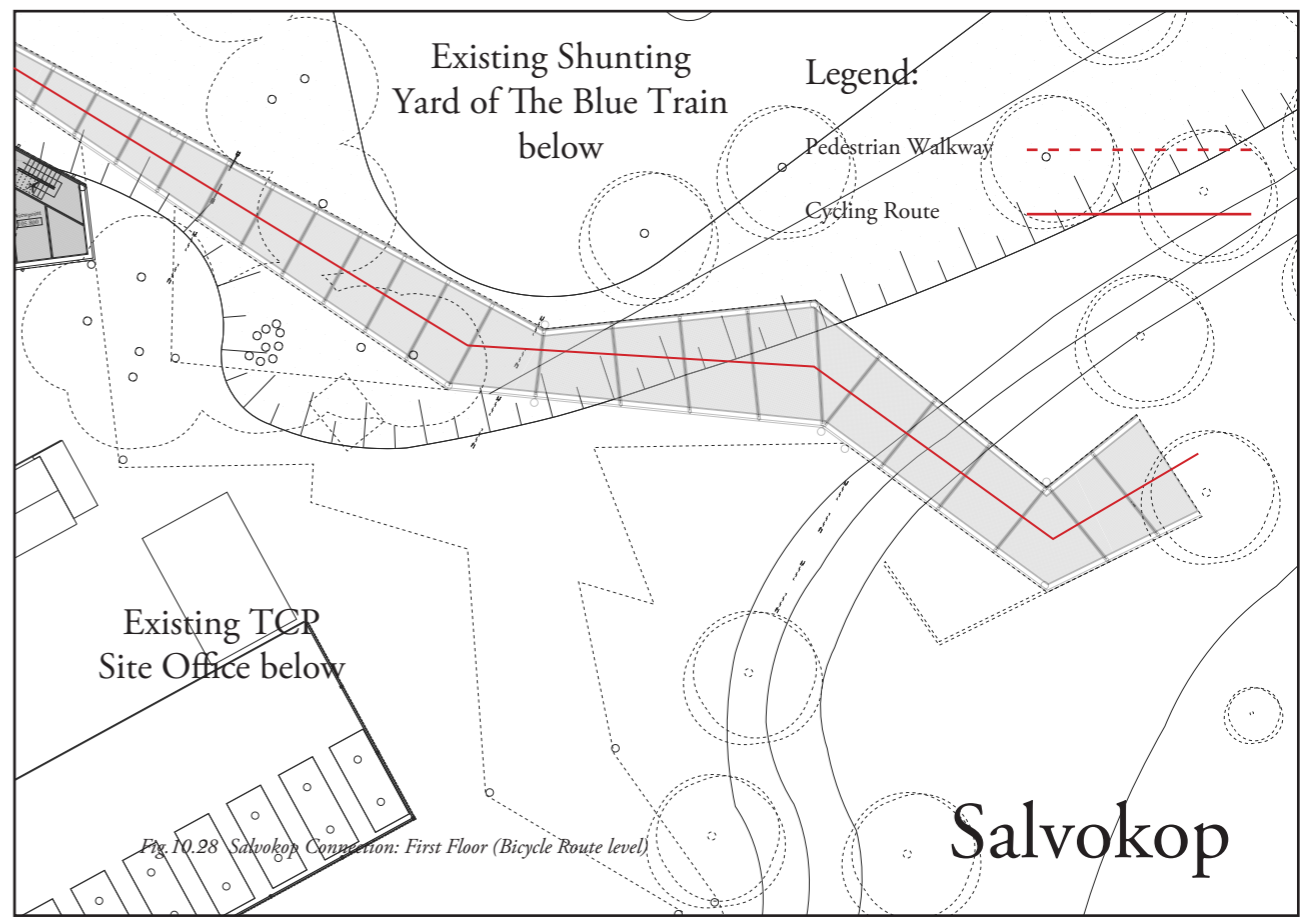 Existing Shunting
Yard of The Blue Train
below
Legend:
Pedestrian Walkway
Cycling Route
Existing TCP
Site Office below
Fig.10.28 Salvokop Connection: First Floor (Bicycle Route level)
Salvokop